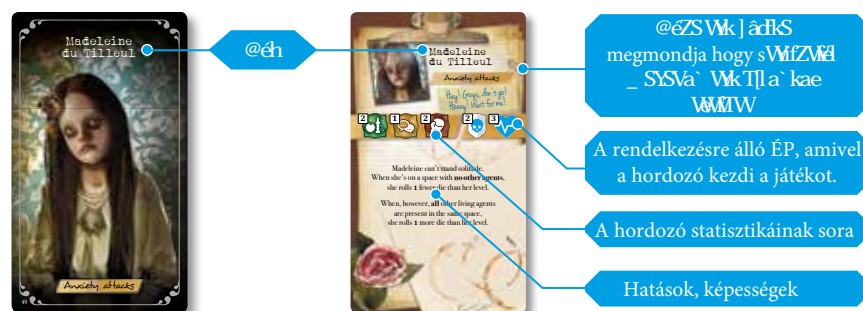 Madeleine
du Tilleul
Anxiety attacks
49
Madeleine
du Tilleul
Anxiety attacks
Hey! Guys, don't go!
Heeey! Wait for me!
2 1 2 2 3
Madeleine can't stand solitude.
When she's on a space with no other agents,
she rolls 1 fewer die than her level.
When, however, all other living agents
are present in the same space,
she rolls 1 more die than her level.
megmondja hogy
A rendelkezésre álló ÉP, amivel
a hordozó kezdi a játékot.
A hordozó statisztikáinak sora
Hatások, képességek